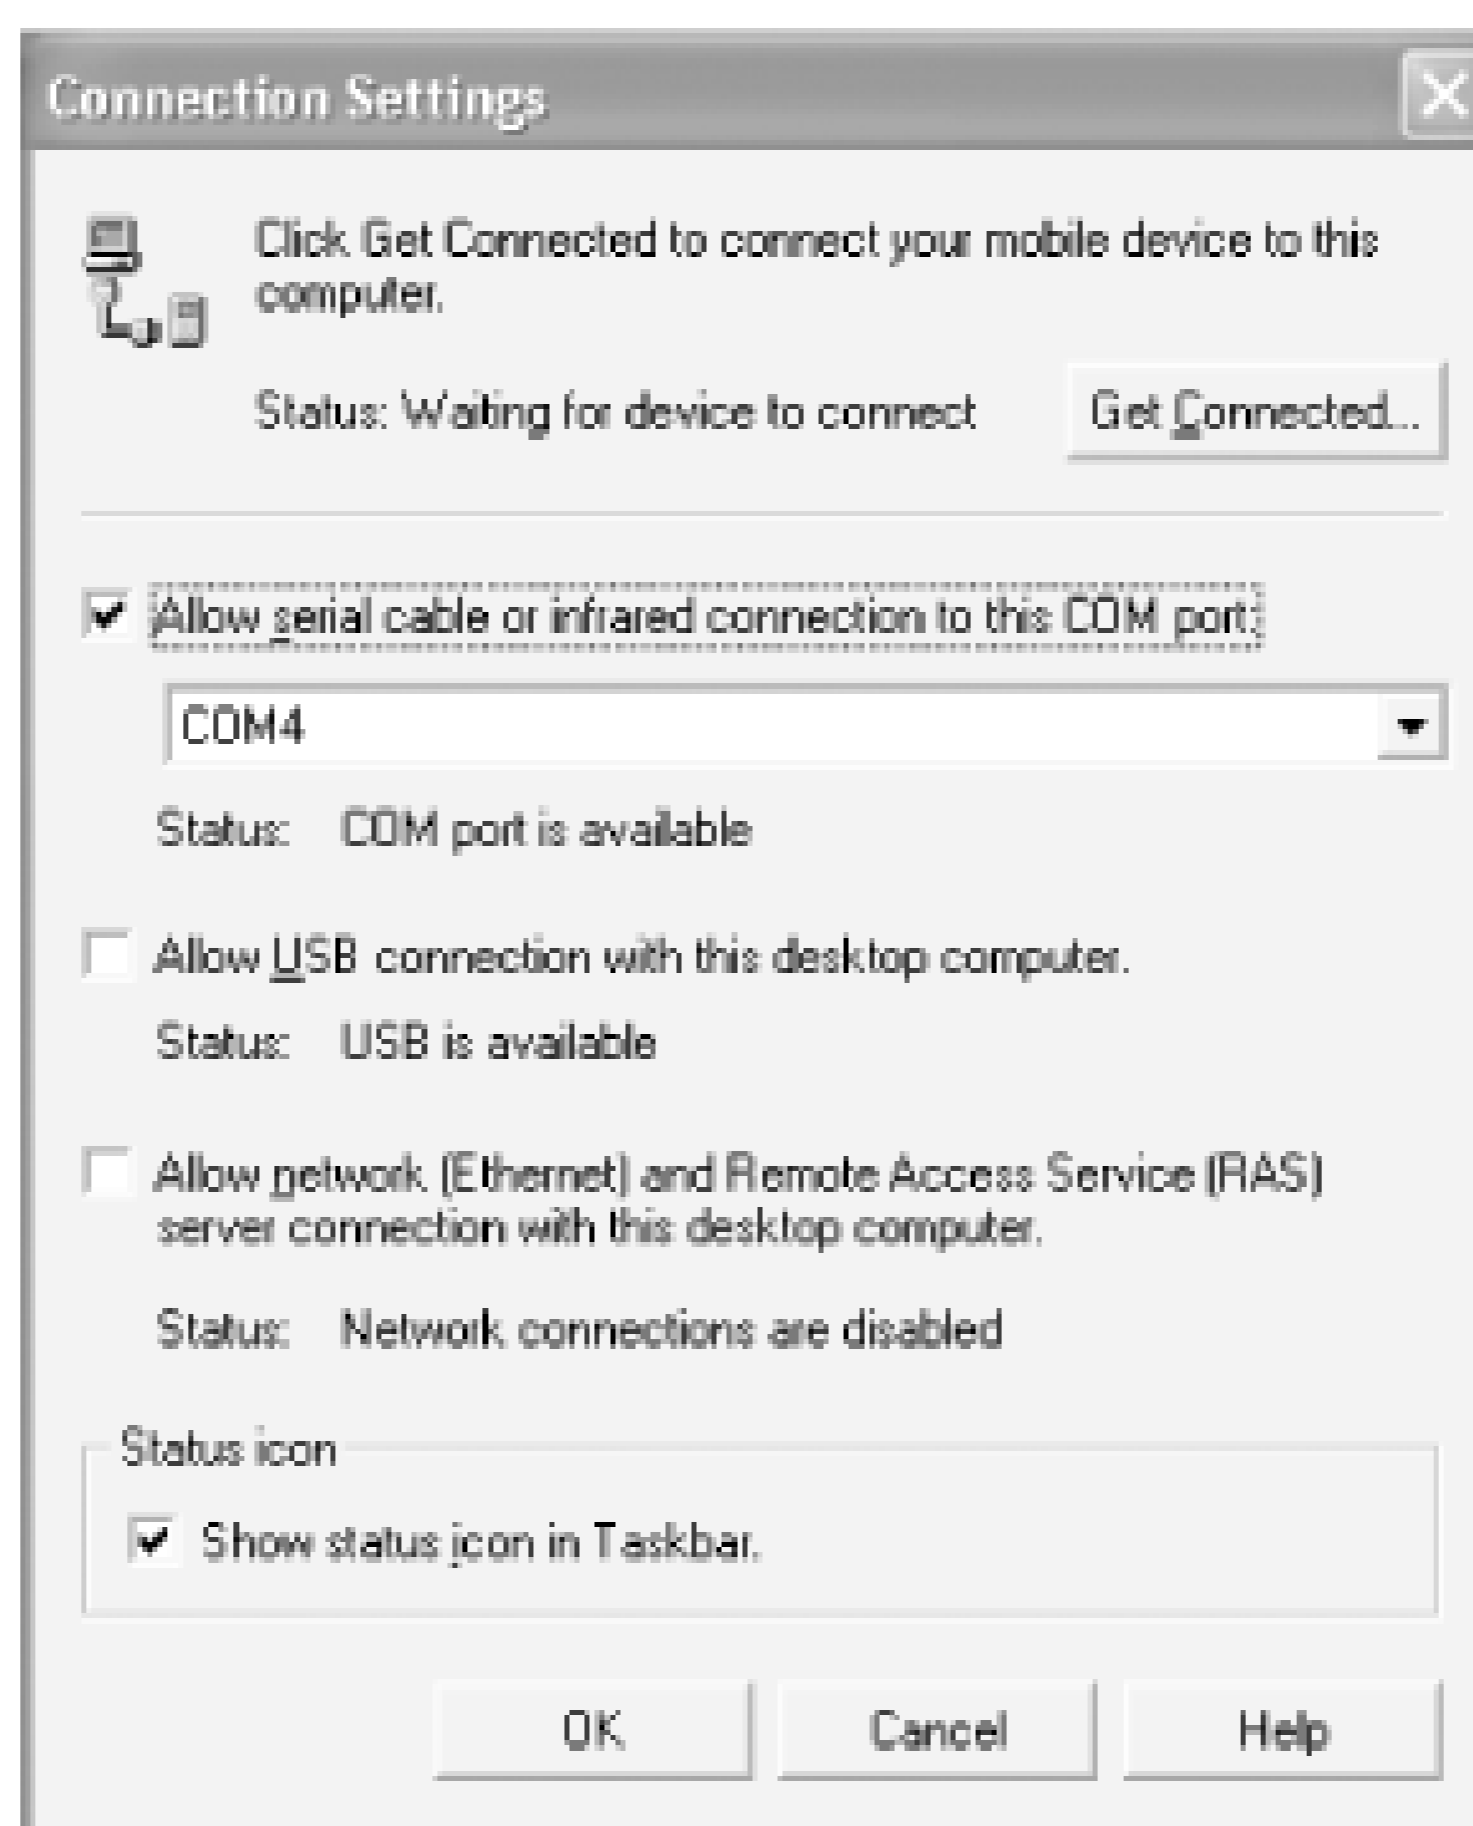 Connection Settings
Click Get Connected to connect your mobile device to this
computer.
Status: Waiting for device to connect
Get Connected...
Allow serial cable or infrared connection to this COM port:
COM4
Status: COM port is available
Allow USB connection with this desktop computer.
Status: USB is available
Allow network (Ethernet) and Remote Access Service (RAS)
server connection with this desktop computer.
Status: Network connections are disabled
Status icon
Show status icon in Taskbar.
OK Cancel Help